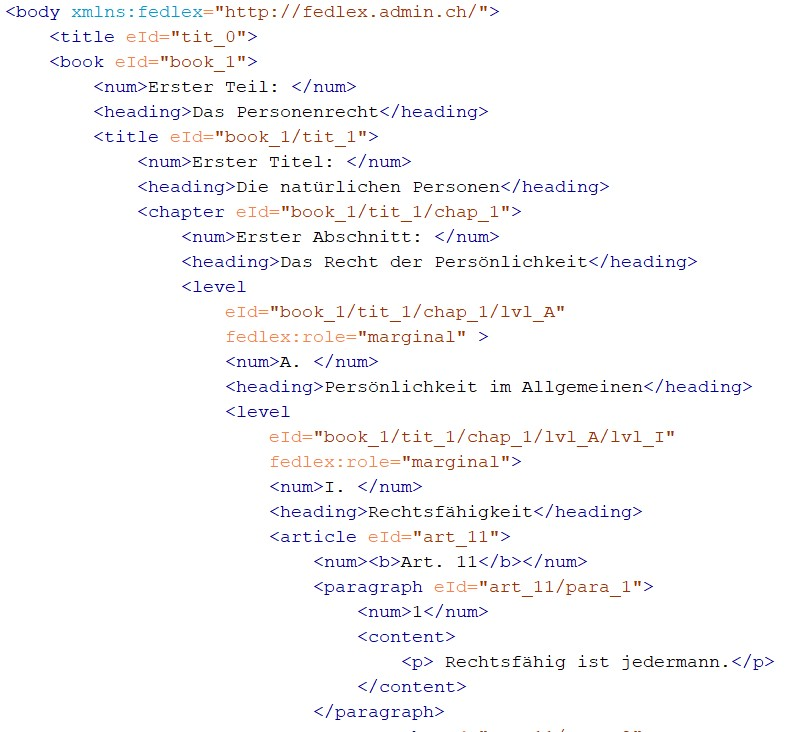 <body xmlns:fedlex="http://fedlex.admin.ch/">
<title eId="tit_0">
<book eId="book_1">
<num>Erster Teil: </num>
<heading>Das Personenrecht</heading>
<title eId="book_1/tit_1">
<num>Erster Titel: </num>
<heading>Die natürlichen Personen</heading>
<chapter eId="book_1/tit_1/chap_1">
<num>Erster Abschnitt: </num>
<heading>Das Recht der Persönlichkeit</heading>
<level
eId="book_1/tit_1/chap_1/lvl_A"
fedlex:role="marginal" >
<num>A. </num>
<heading>Persönlichkeit im Allgemeinen</heading>
<level
eId="book_1/tit_1/chap_1/lvl_A/lvl_I"
fedlex:role="marginal">
<num>I. </num>
<heading>Rechtsfähigkeit</heading>
<article eId="art_11">
<num><b>Art. 11</b></num>
<paragraph eId="art_11/para_1">
<num>1</num>
<content>
<p> Rechtsfähig ist jedermann.</p>
</content>
</paragraph>